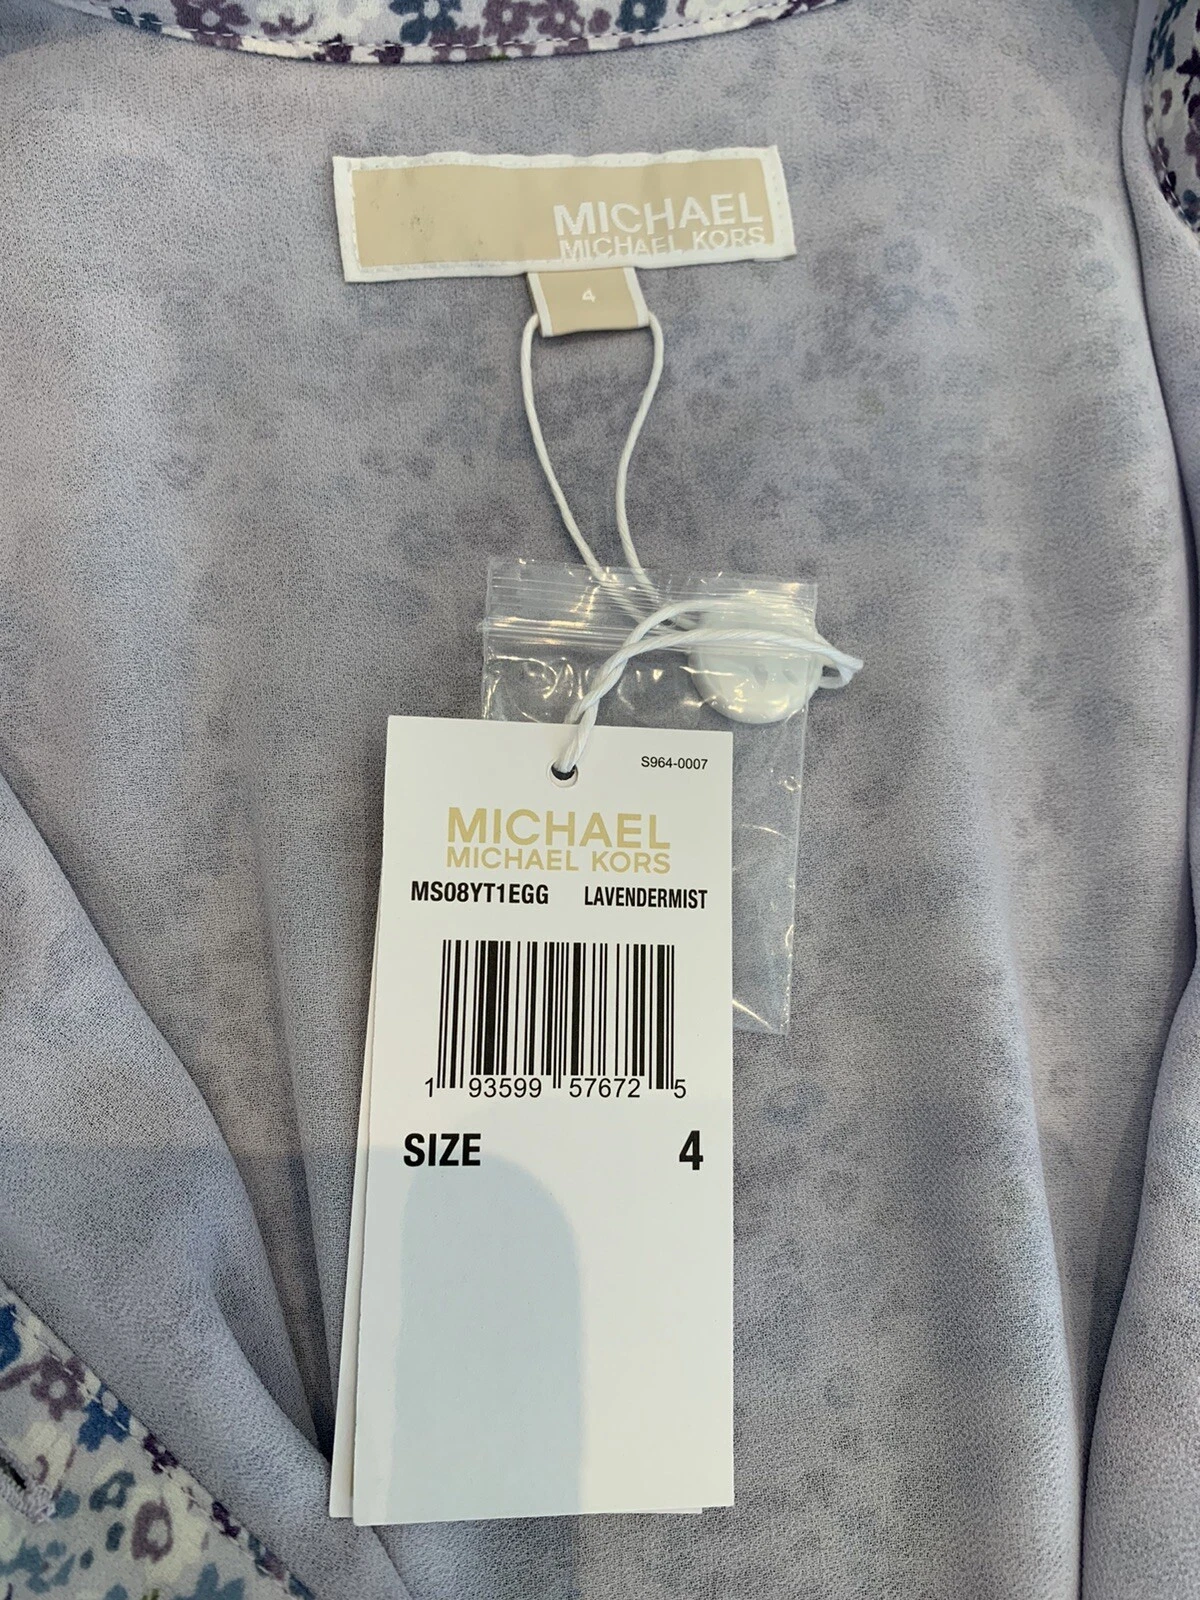 MICHAEL
MICHAEL KORS
4
S964-0007
MICHAEL
MICHAEL KORS
MS08YT1EGG LAVENDERMIST
1 93599 57672 5
SIZE 4